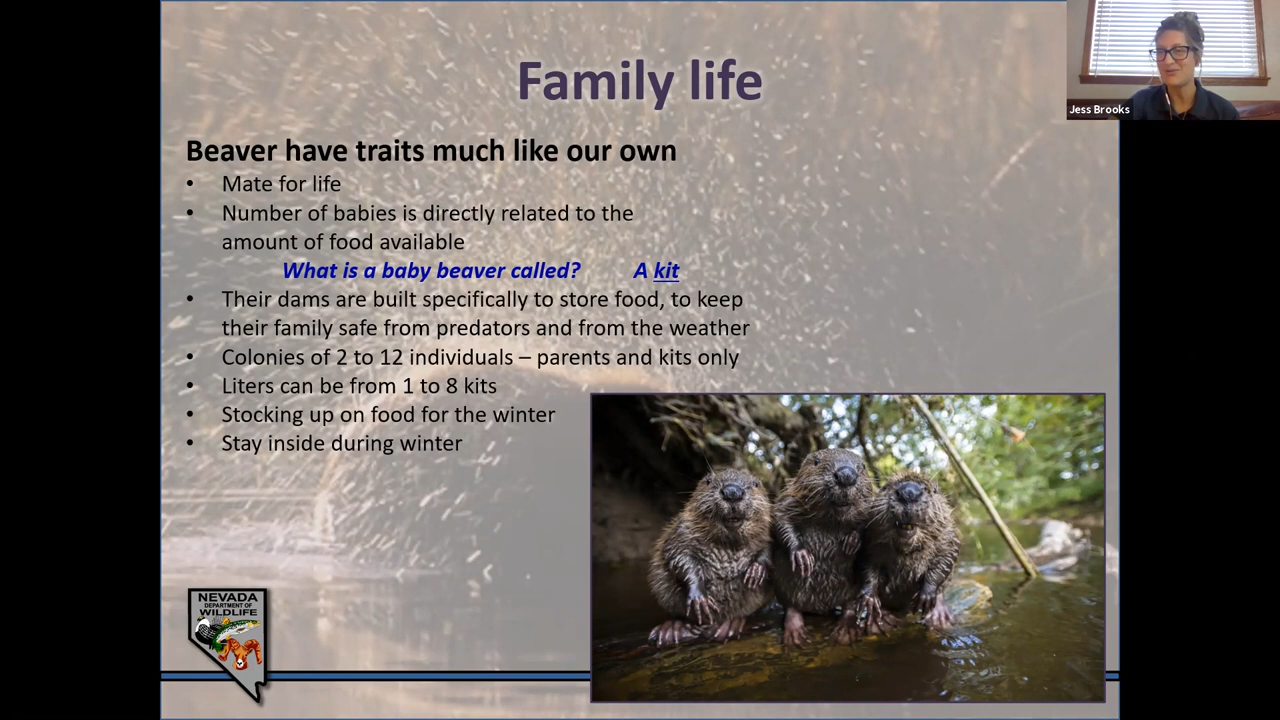 Family life
Jess Brooks
Beaver have traits much like our own
• Mate for life
• Number of babies is directly related to the
amount of food available
What is a baby beaver called? A kit
• Their dams are built specifically to store food, to keep
their family safe from predators and from the weather
• Colonies of 2 to 12 individuals – parents and kits only
• Liters can be from 1 to 8 kits
• Stocking up on food for the winter
• Stay inside during winter
NEVADA
DEPARTMENT OF
WILDLIFE